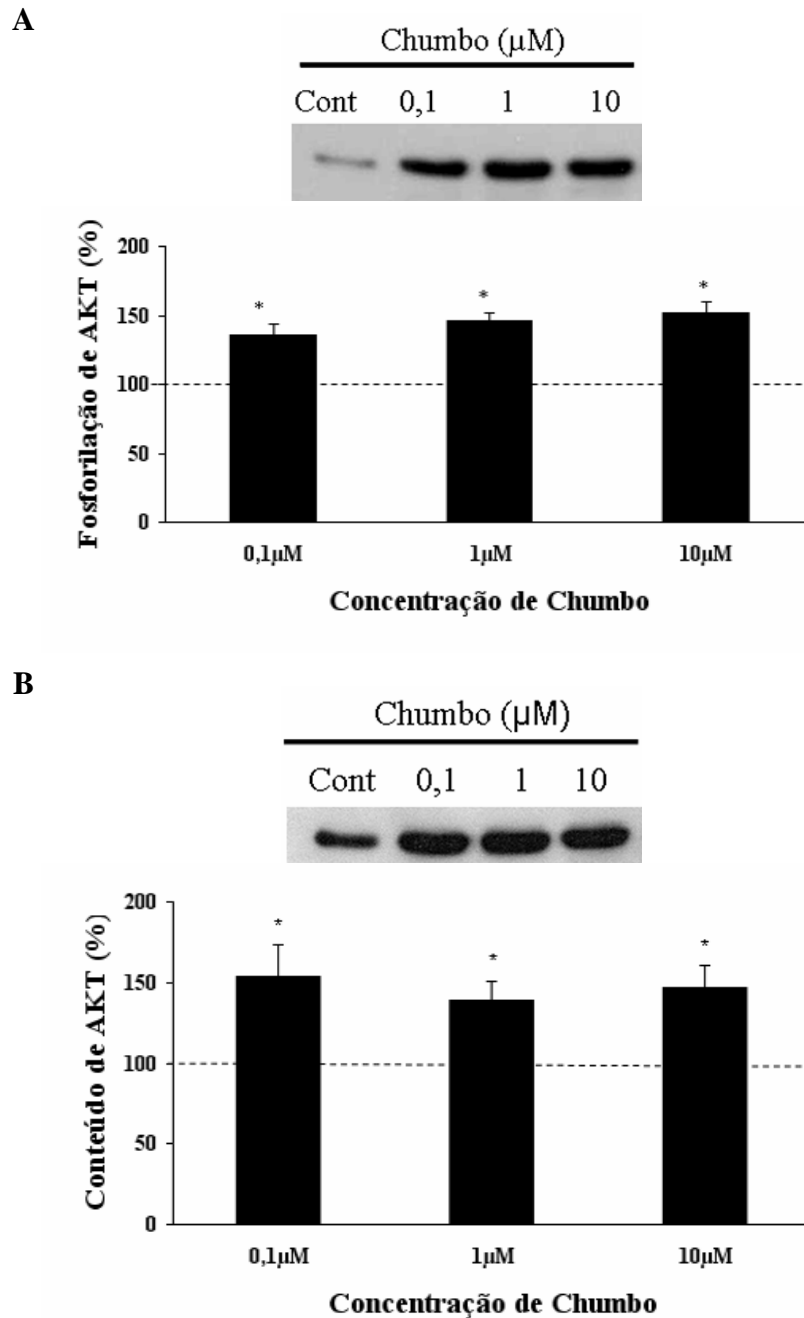 A
Chumbo (µM)
Cont 0,1 1 10
Fosforilação de AKT (%)
200
150
100
50
0
* * *
0,1µM 1µM 10µM
Concentração de Chumbo
B
Chumbo (µM)
Cont 0,1 1 10
Conteúdo de AKT (%)
200
150
100
50
0
* * *
0,1µM 1µM 10µM
Concentração de Chumbo